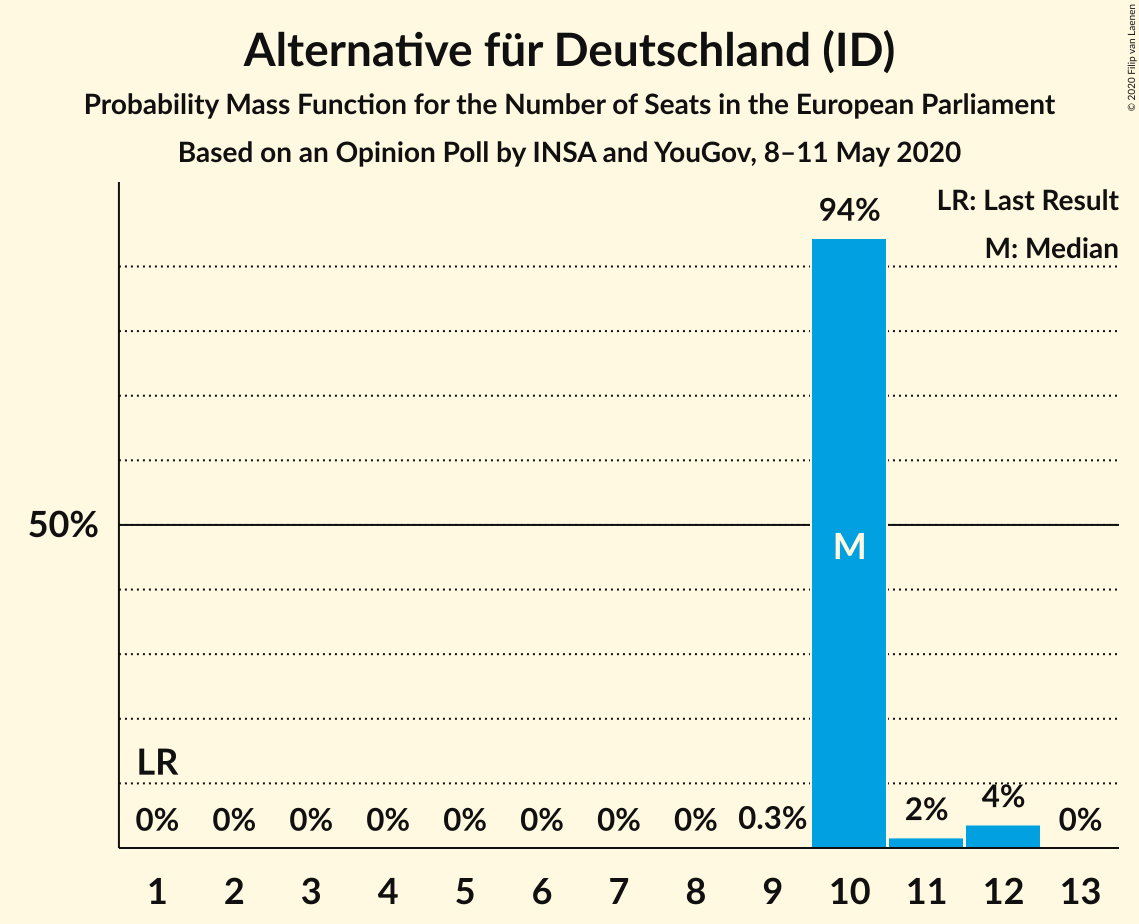 Alternative für Deutschland (ID)
Probability Mass Function for the Number of Seats in the European Parliament
Based on an Opinion Poll by INSA and YouGov, 8–11 May 2020
© 2020 Filip van Laenen
LR: Last Result
M: Median
94%
50%
M
LR
0% 0% 0% 0% 0% 0% 0% 0% 0.3% 2% 4% 0%
1 2 3 4 5 6 7 8 9 10 11 12 13